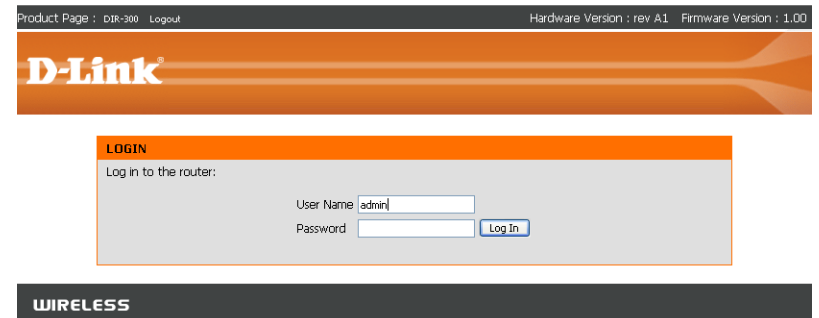 Product Page : DIR-300 Logout Hardware Version : rev A1 Firmware Version : 1.00
D-Link®
LOGIN
Log in to the router:
User Name admin
Password Log In
WIRELESS